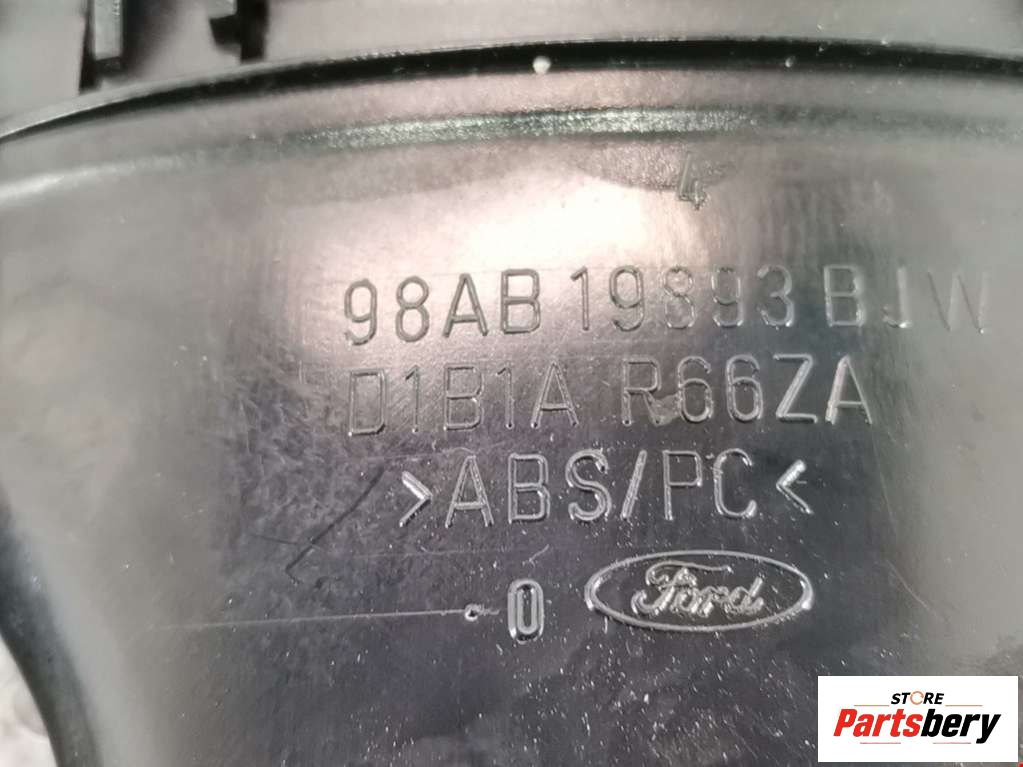 4
98AB 19893 BJW
D1B1A R66ZA
>ABS/PC<
0 Ford
STORE
Partsbery